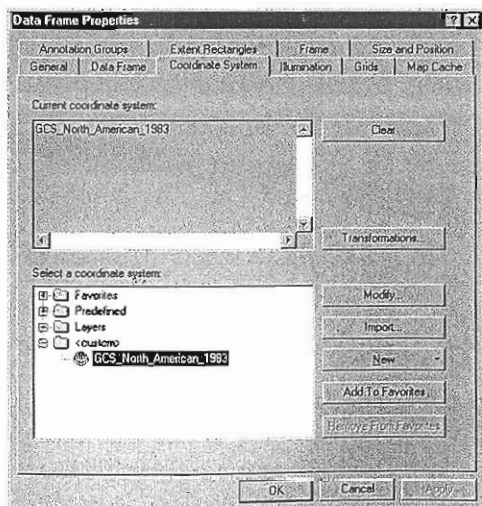 Data Frame Properties ? X
Annotation Groups Extent Rectangles Frame Size and Position
General Data Frame Coordinate System Illumination Grids Map Cache
Current coordinate system:
GCS_North_American_1983
Clear
Transformations...
Select a coordinate system:
Favorites
Predefined
Layers
<custom>
GCS_North_American_1983
Modify...
Import...
New
Add To Favorites
Remove From Favorites
OK Cancel Apply